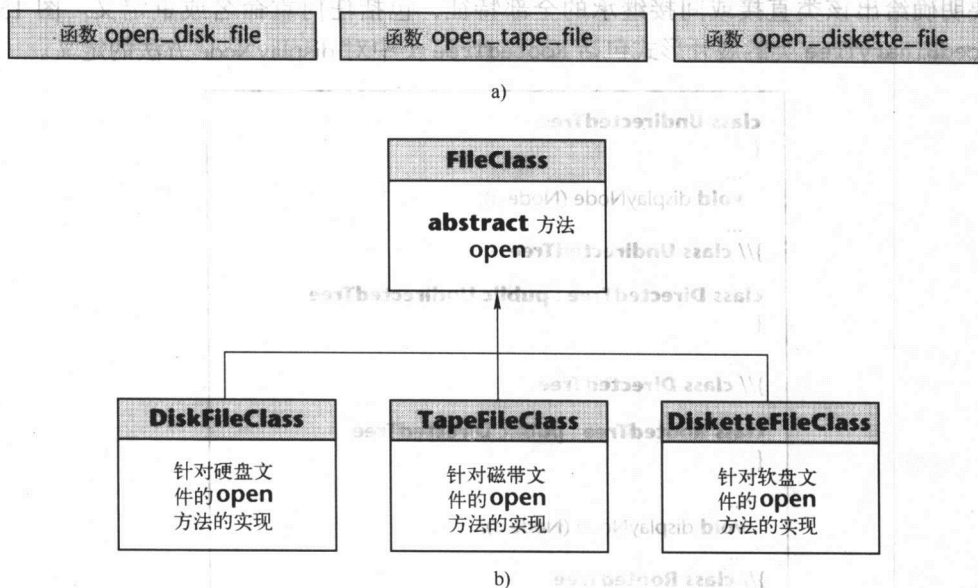 函数 open_disk_file
函数 open_tape_file
函数 open_diskette_file
a)
FileClass
abstract 方法
open
DiskFileClass
针对硬盘文
件的open
方法的实现
TapeFileClass
针对磁带文
件的open
方法的实现
DisketteFileClass
针对软盘文
件的open
方法的实现
b)